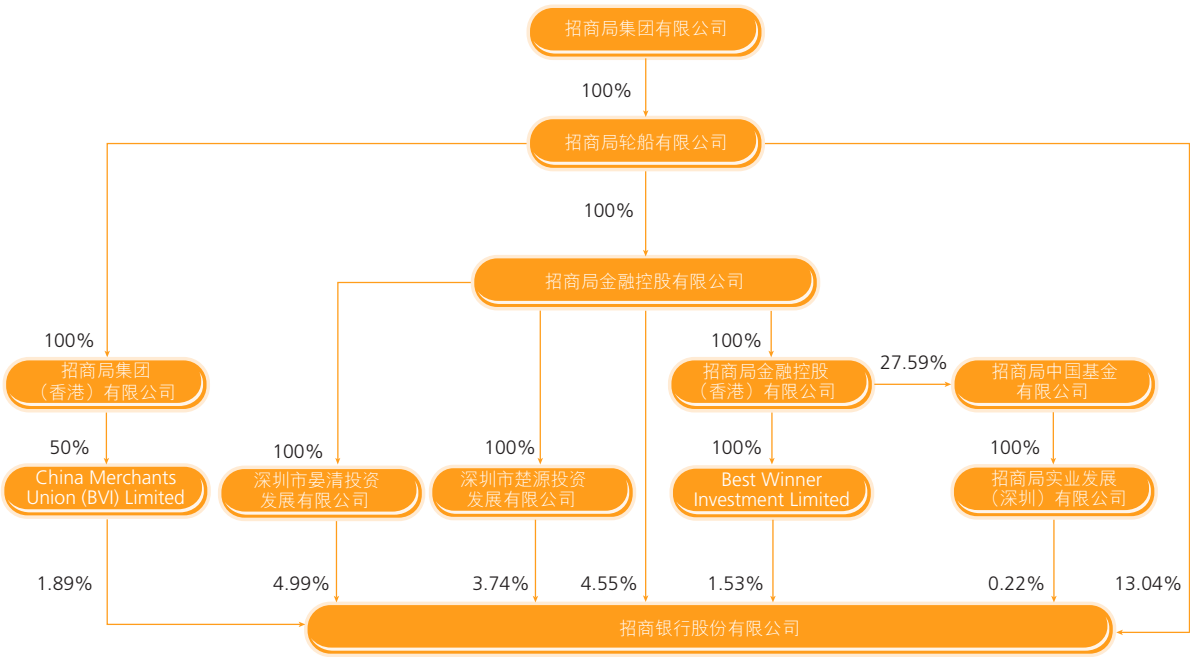 招商局集团有限公司
100%
招商局轮船有限公司
100%
招商局金融控股有限公司
100%
100%
27.59%
招商局集团
（香港）有限公司
招商局金融控股
（香港）有限公司
招商局中国基金
有限公司
50%
100%
100%
100%
100%
China Merchants
Union (BVI) Limited
深圳市晏清投资
发展有限公司
深圳市楚源投资
发展有限公司
Best Winner
Investment Limited
招商局实业发展
（深圳）有限公司
1.89%
4.99%
3.74%
4.55%
1.53%
0.22%
13.04%
招商银行股份有限公司